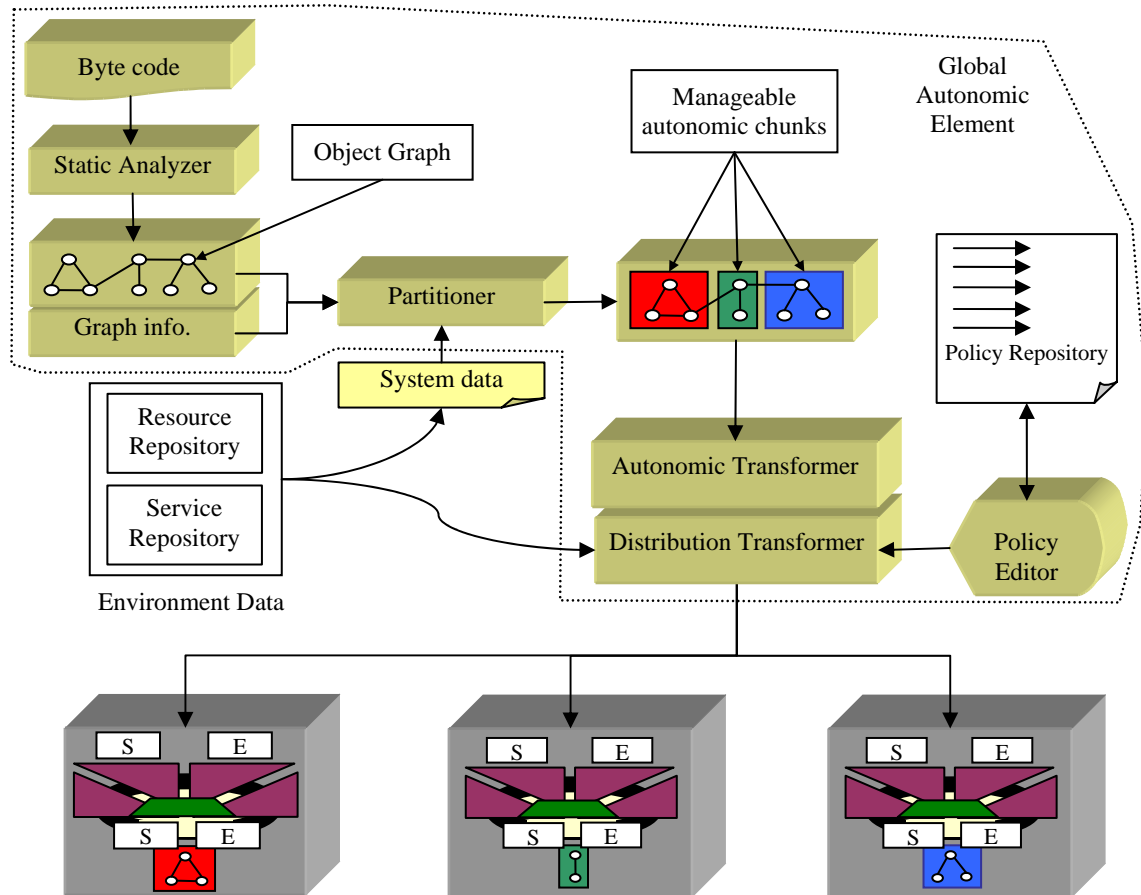 Byte code
Global
Autonomic
Element
Manageable
autonomic chunks
Object Graph
Static Analyzer
Partitioner
Graph info.
Policy Repository
System data
Resource
Repository
Service
Repository
Environment Data
Autonomic Transformer
Distribution Transformer
Policy
Editor
S
E
S
E
S
E
S
E
S
E
S
E